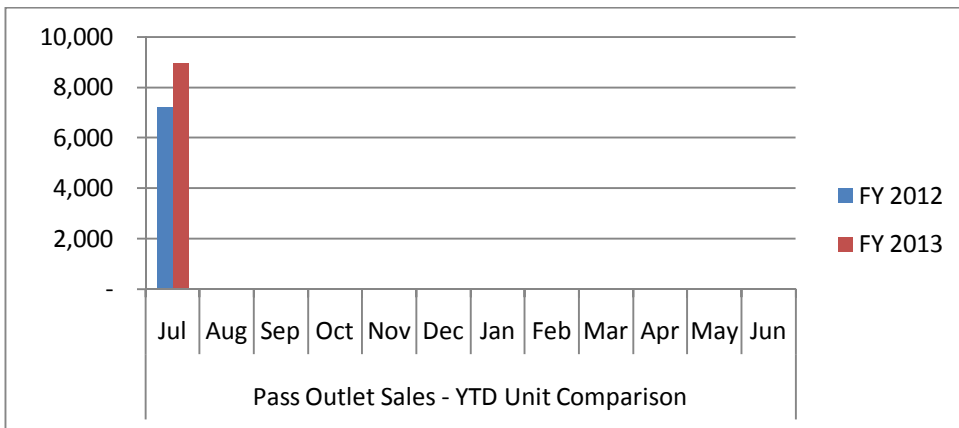 10,000
8,000
6,000
4,000
2,000
-
FY 2012
FY 2013
Jul Aug Sep Oct Nov Dec Jan Feb Mar Apr May Jun
Pass Outlet Sales - YTD Unit Comparison